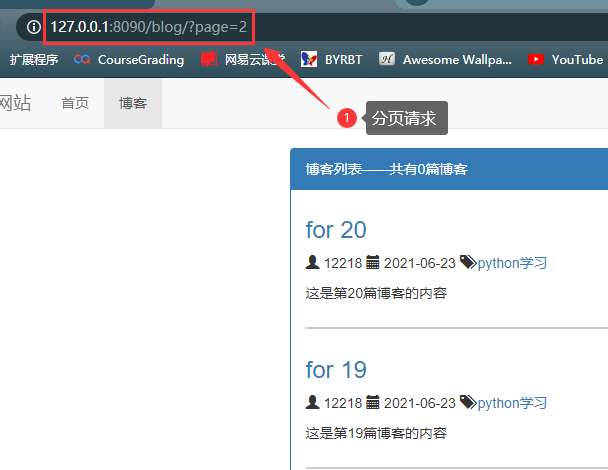 127.0.0.1:8090/blog/?page=2
扩展程序 CourseGrading 网易云课堂 BYRBT Awesome Wallpa... YouTube
网站 首页 博客
1 分页请求
博客列表——共有0篇博客
for 20
12218 2021-06-23 python学习
这是第20篇博客的内容
for 19
12218 2021-06-23 python学习
这是第19篇博客的内容